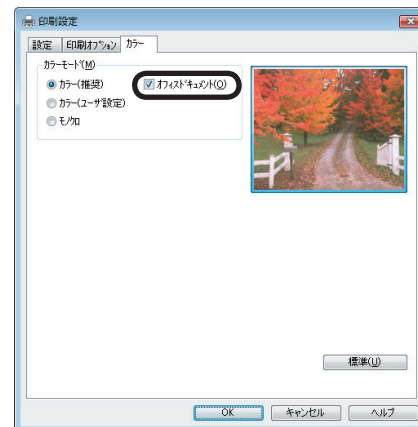 印刷設定
設定 印刷ｵﾌﾟｼｮﾝ ｶﾗｰ
ｶﾗｰﾓｰﾄﾞ(M)
ｶﾗｰ(推奨) ｵﾌｨｽﾄﾞｷｭﾒﾝﾄ(O)
ｶﾗｰ(ﾕｰｻﾞ設定)
ﾓﾉｸﾛ
標準(U)
OK キャンセル ヘルプ